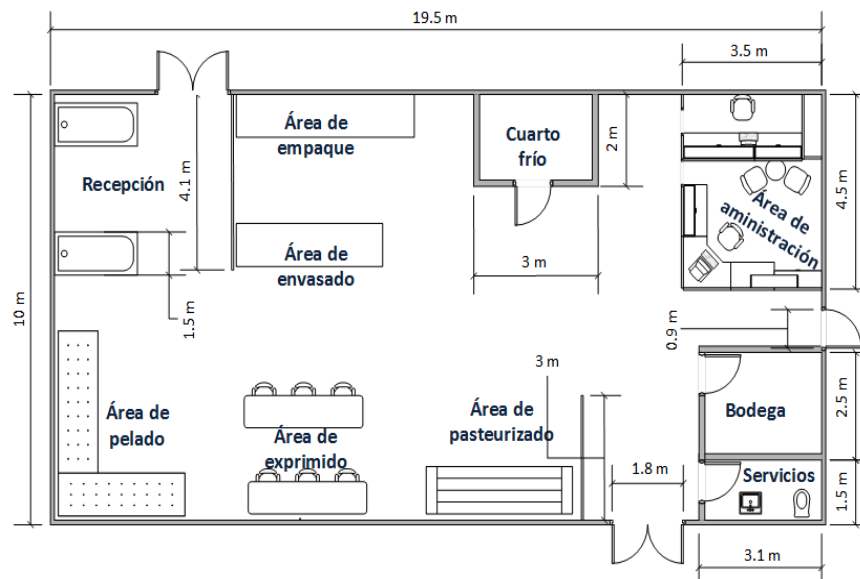 19.5 m
3.5 m
Área de
empaque
Cuarto
frío
2 m
Recepción
4.1 m
Área de
aministración
4.5 m
Área de
envasado
3 m
10 m
1.5 m
0.9 m
3 m
Área de
pelado
Área de
exprimido
Área de
pasteurizado
Bodega
2.5 m
1.8 m
Servicios
1.5 m
3.1 m